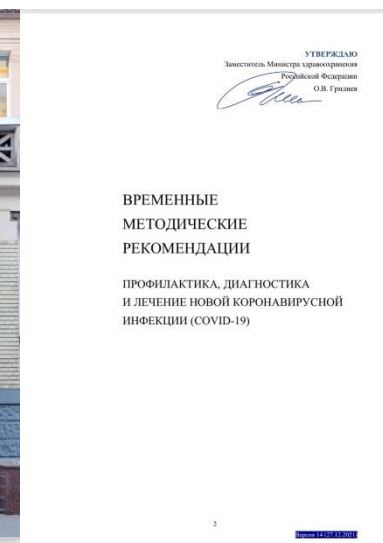 УТВЕРЖДАЮ
Заместитель Министра здравоохранения
Российской Федерации
О.В. Гриднев
ВРЕМЕННЫЕ
МЕТОДИЧЕСКИЕ
РЕКОМЕНДАЦИИ
ПРОФИЛАКТИКА, ДИАГНОСТИКА
И ЛЕЧЕНИЕ НОВОЙ КОРОНАВИРУСНОЙ
ИНФЕКЦИИ (COVID-19)
2
Версия 14 (27.12.2021)